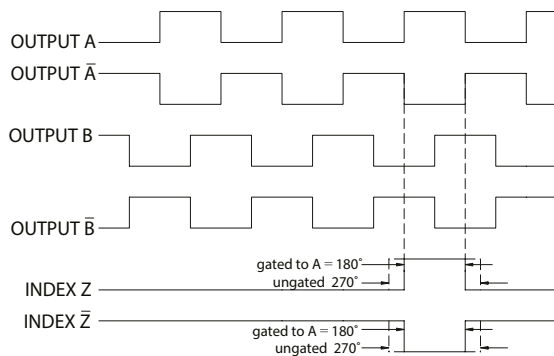 OUTPUT A
OUTPUT A̅
OUTPUT B
OUTPUT B̅
gated to A = 180°
ungated 270°
INDEX Z
INDEX Z̅
gated to A = 180°
ungated 270°